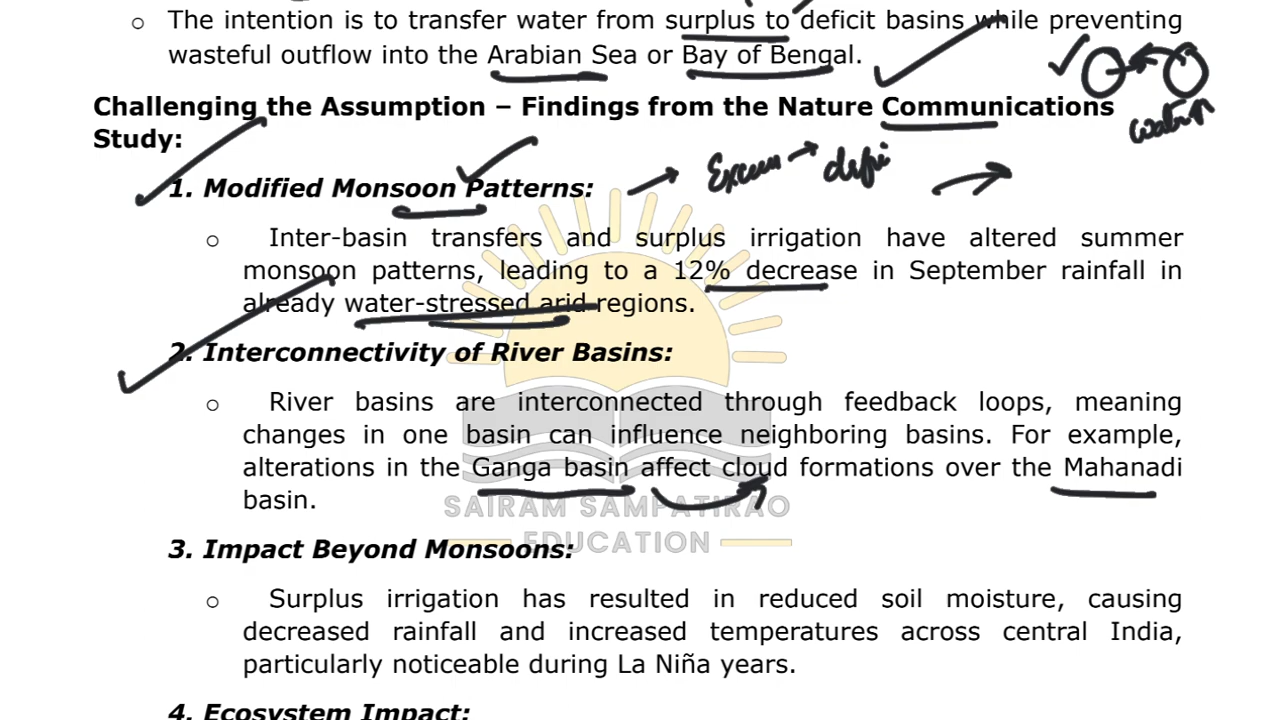 o The intention is to transfer water from surplus to deficit basins while preventing
wasteful outflow into the Arabian Sea or Bay of Bengal.
Challenging the Assumption – Findings from the Nature Communications
Study:
water
1. Modified Monsoon Patterns: → Excess → defi
o Inter-basin transfers and surplus irrigation have altered summer
monsoon patterns, leading to a 12% decrease in September rainfall in
already water-stressed arid regions.
2. Interconnectivity of River Basins:
o River basins are interconnected through feedback loops, meaning
changes in one basin can influence neighboring basins. For example,
alterations in the Ganga basin affect cloud formations over the Mahanadi
basin.
SAIRAM SAMPATIRAO
EDUCATION
3. Impact Beyond Monsoons:
o Surplus irrigation has resulted in reduced soil moisture, causing
decreased rainfall and increased temperatures across central India,
particularly noticeable during La Niña years.
4. Ecosystem Impact: